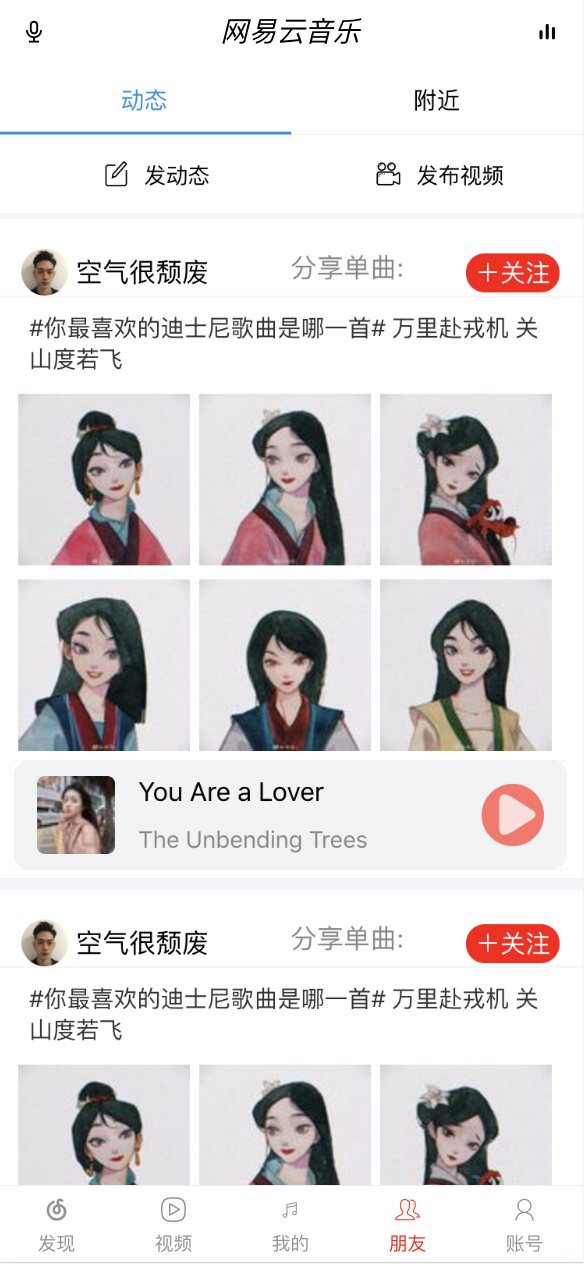 网易云音乐
动态
附近
发动态
发布视频
空气很颓废
分享单曲:
+关注
#你最喜欢的迪士尼歌曲是哪一首# 万里赴戎机 关
山度若飞
You Are a Lover
The Unbending Trees
空气很颓废
分享单曲:
+关注
#你最喜欢的迪士尼歌曲是哪一首# 万里赴戎机 关
山度若飞
发现
视频
我的
朋友
账号